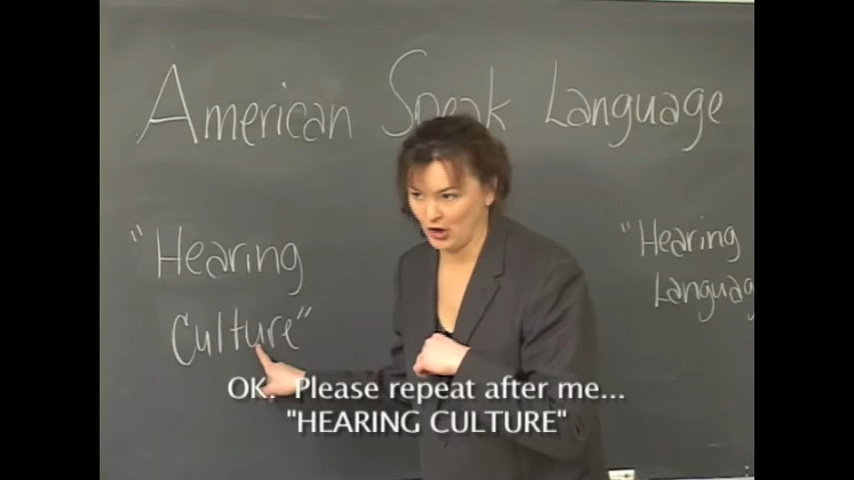 American Speak Language
"Hearing
Culture"
"Hearing
Languag
OK. Please repeat after me...
"HEARING CULTURE"